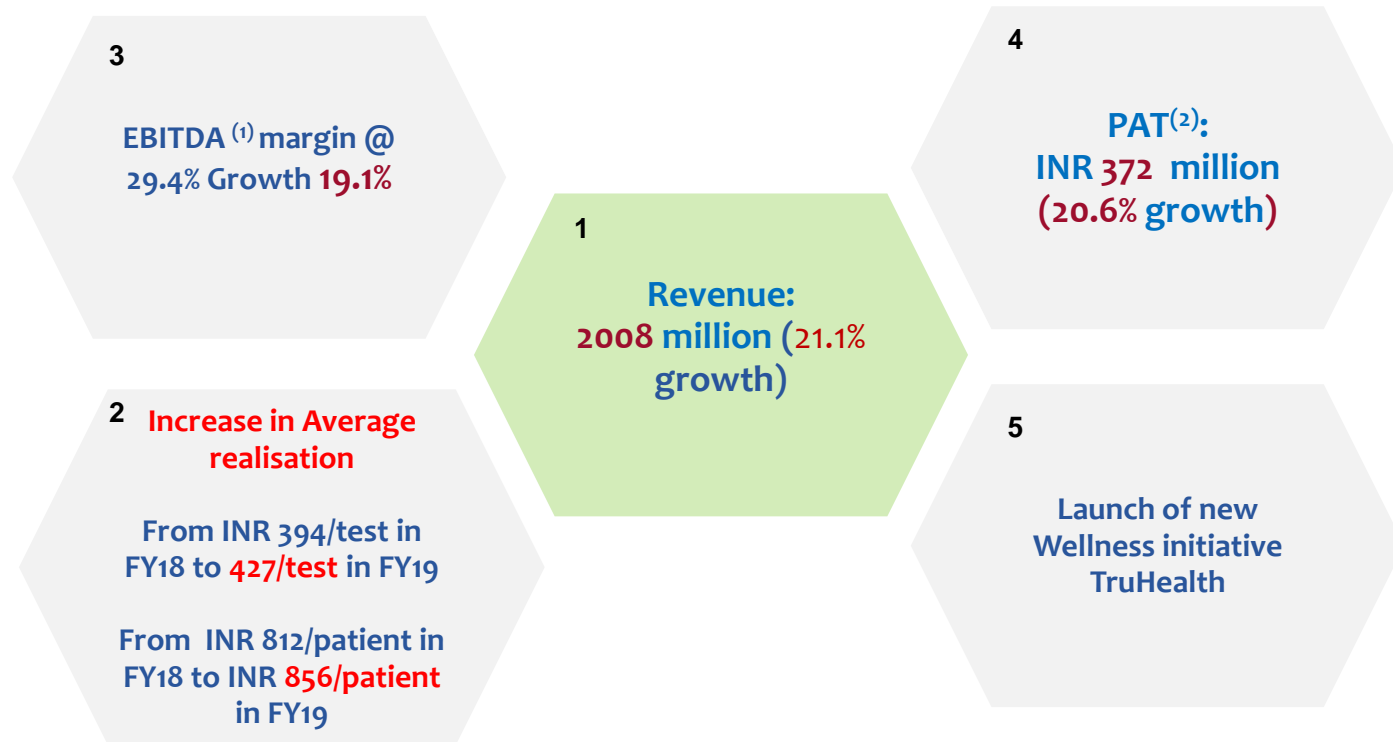 1
Revenue:
2008 million (21.1%
growth)
2
Increase in Average
realisation
From INR 394/test in
FY18 to 427/test in FY19
From INR 812/patient in
FY18 to INR 856/patient
in FY19
3
EBITDA (1) margin @
29.4% Growth 19.1%
4
PAT(2):
INR 372 million
(20.6% growth)
5
Launch of new
Wellness initiative
TruHealth